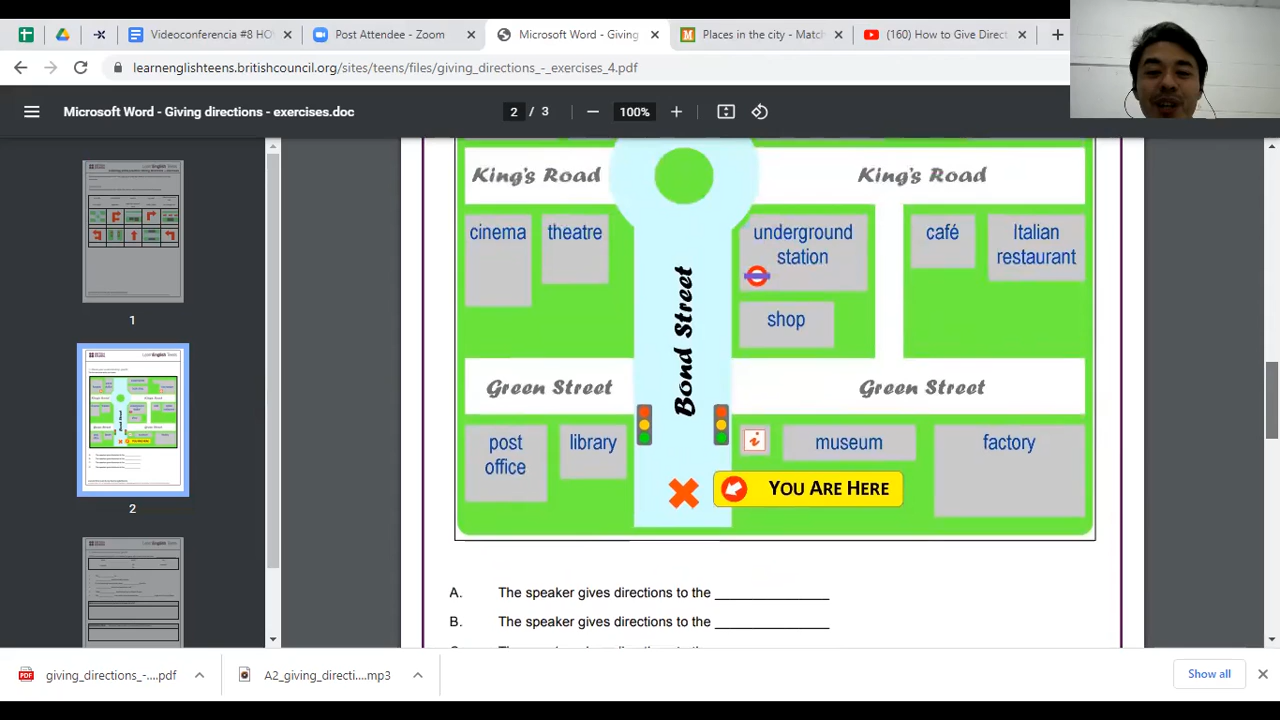 Videoconferencia #8 HO
Post Attendee - Zoom
Microsoft Word - Giving
Places in the city - Match
(160) How to Give Direct
learnenglishteens.britishcouncil.org/sites/teens/files/giving_directions_-_exercises_4.pdf
Microsoft Word - Giving directions - exercises.doc
2 / 3
100%
King's Road
King's Road
cinema
theatre
underground
station
café
Italian
restaurant
shop
Bond Street
Green Street
Green Street
post
office
library
i
museum
factory
YOU ARE HERE
A. The speaker gives directions to the _______________
B. The speaker gives directions to the _______________
1
2
giving_directions_-....pdf
A2_giving_directi....mp3
Show all